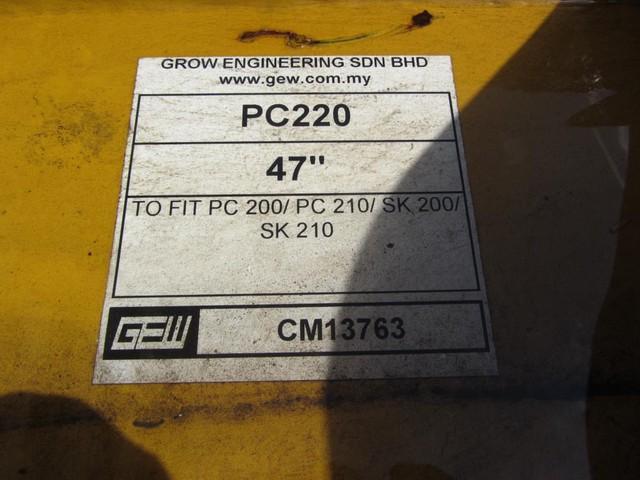 GROW ENGINEERING SDN BHD
www.gew.com.my
PC220
47"
TO FIT PC 200/ PC 210/ SK 200/
SK 210
GEW
CM13763